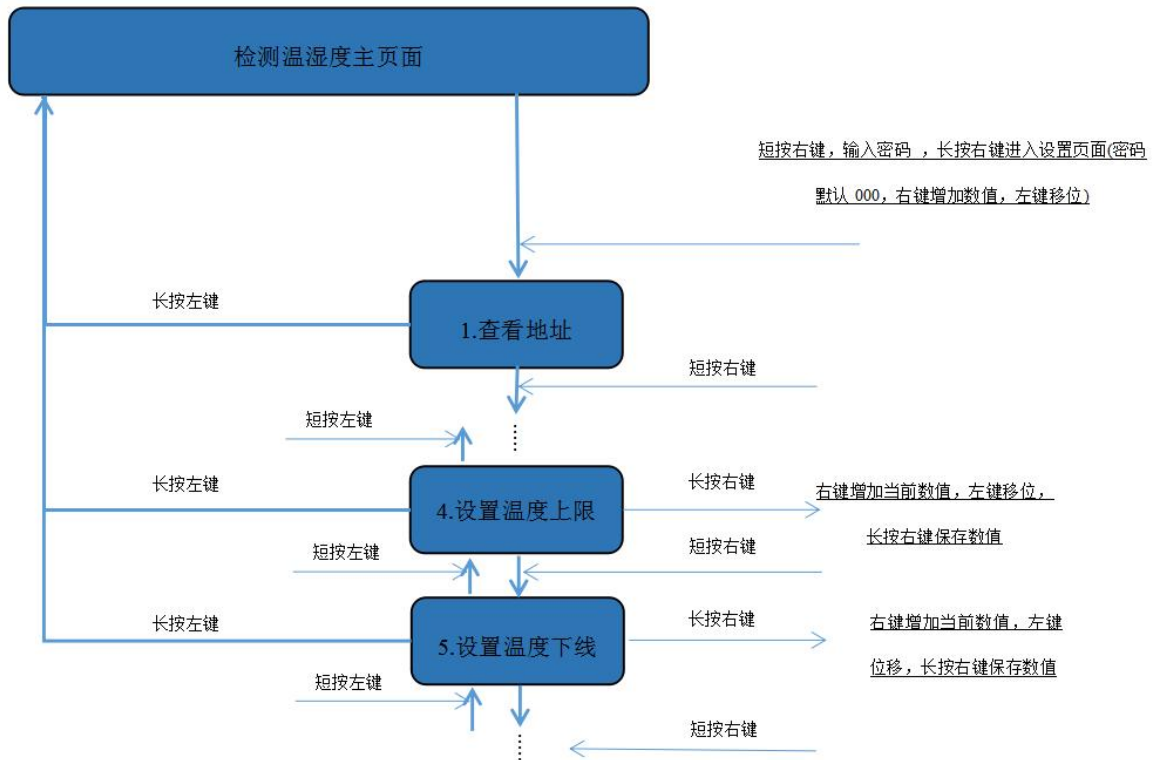 检测温湿度主页面
短按右键，输入密码 ，长按右键进入设置页面(密码
默认 000，右键增加数值，左键移位)
长按左键
1.查看地址
短按右键
短按左键
长按左键
4.设置温度上限
长按右键
右键增加当前数值，左键移位，
长按右键保存数值
短按左键
短按右键
长按左键
5.设置温度下线
长按右键
右键增加当前数值，左键
位移，长按右键保存数值
短按左键
短按右键